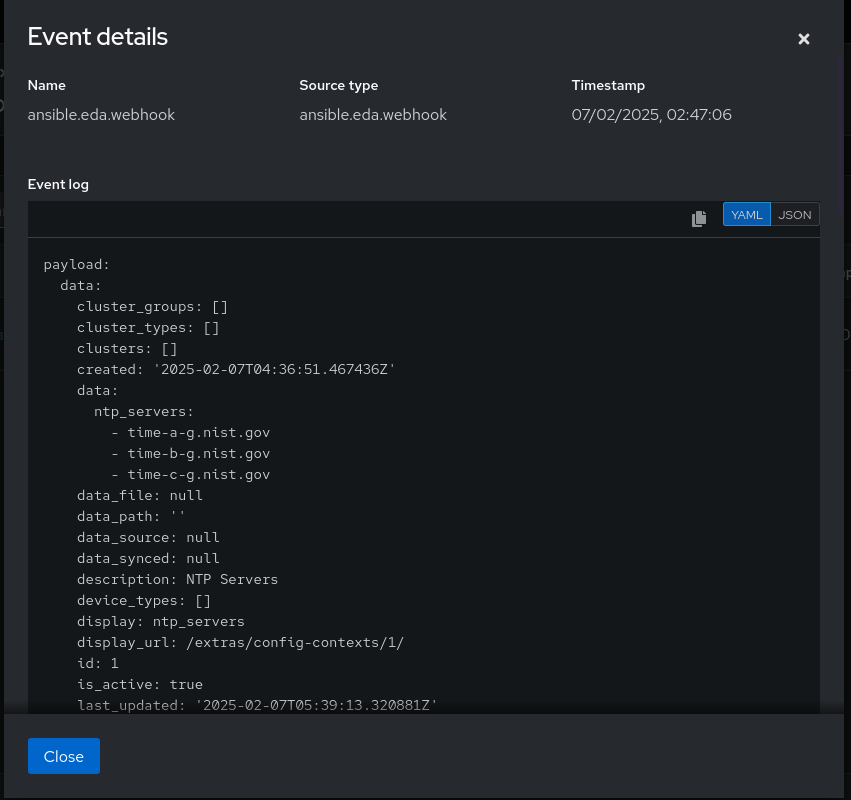 Event details
Name Source type Timestamp
ansible.eda.webhook ansible.eda.webhook 07/02/2025, 02:47:06
Event log
YAML JSON
payload:
  data:
    cluster_groups: []
    cluster_types: []
    clusters: []
    created: '2025-02-07T04:36:51.467436Z'
    data:
      ntp_servers:
        - time-a-g.nist.gov
        - time-b-g.nist.gov
        - time-c-g.nist.gov
    data_file: null
    data_path: ''
    data_source: null
    data_synced: null
    description: NTP Servers
    device_types: []
    display: ntp_servers
    display_url: /extras/config-contexts/1/
    id: 1
    is_active: true
    last_updated: '2025-02-07T05:39:13.320881Z'
Close